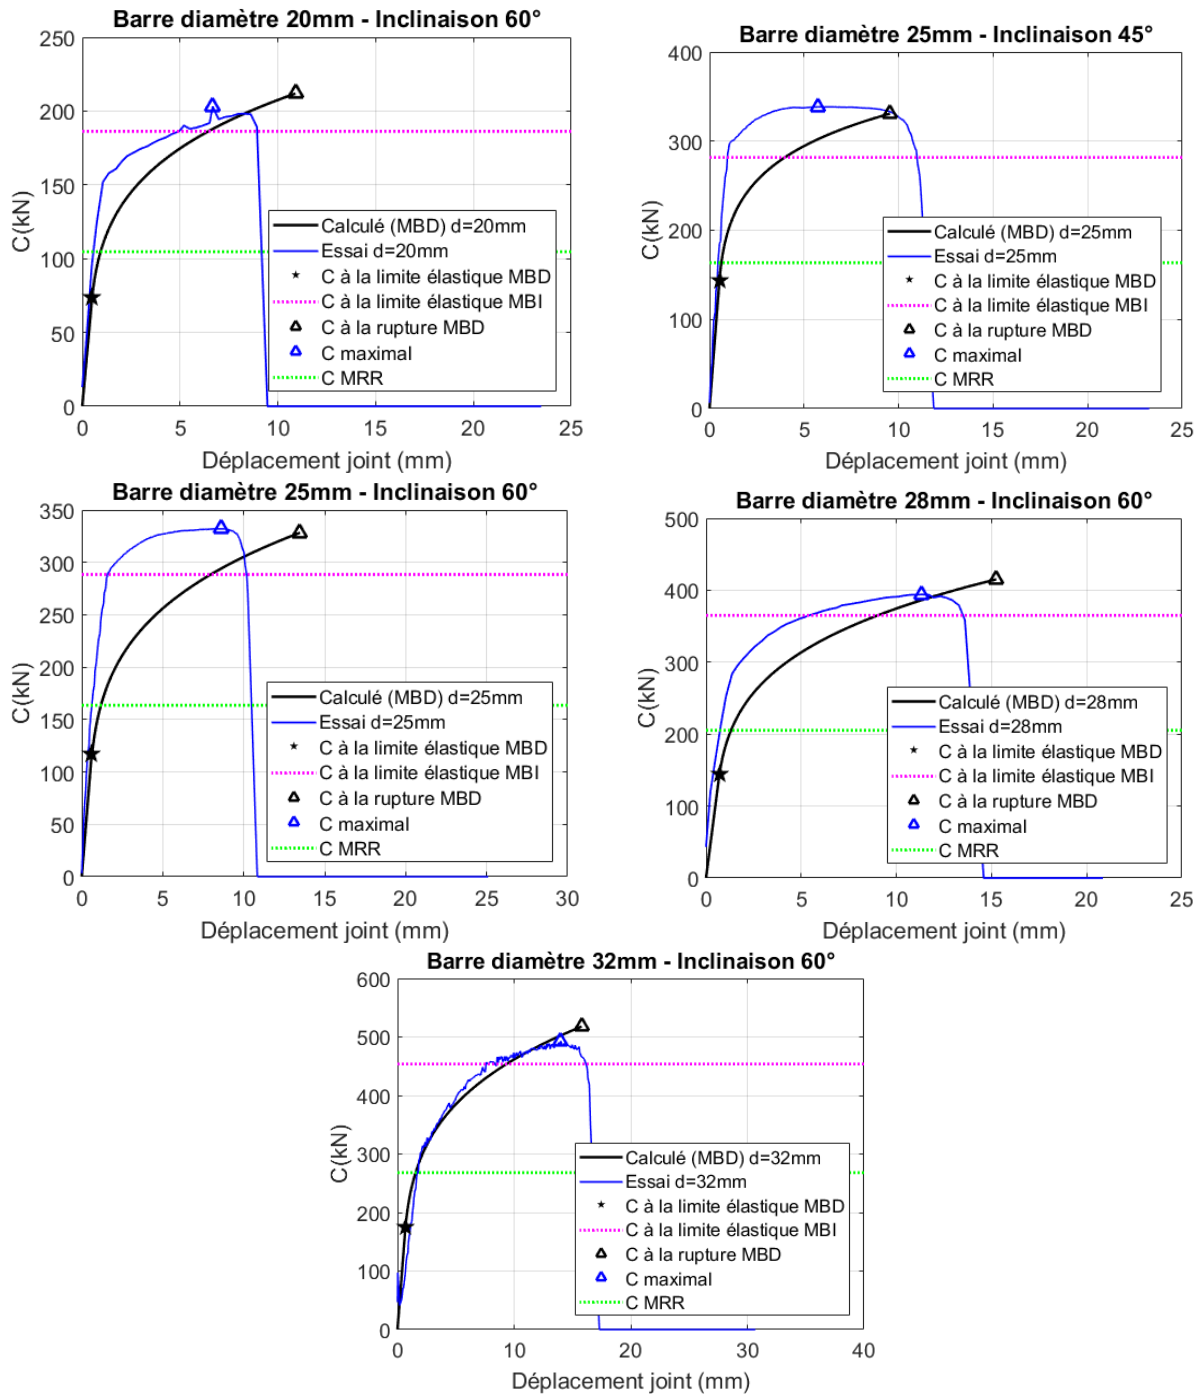 Barre diamètre 20mm - Inclinaison 60°
250
200
150
100
50
0
C(kN)
Calculé (MBD) d=20mm
Essai d=20mm
C à la limite élastique MBD
C à la limite élastique MBI
C à la rupture MBD
C maximal
C MRR
0 5 10 15 20 25
Déplacement joint (mm)
Barre diamètre 25mm - Inclinaison 45°
400
300
200
100
0
C(kN)
Calculé (MBD) d=25mm
Essai d=25mm
C à la limite élastique MBD
C à la limite élastique MBI
C à la rupture MBD
C maximal
C MRR
0 5 10 15 20 25
Déplacement joint (mm)
Barre diamètre 25mm - Inclinaison 60°
350
300
250
200
150
100
50
0
C(kN)
Calculé (MBD) d=25mm
Essai d=25mm
C à la limite élastique MBD
C à la limite élastique MBI
C à la rupture MBD
C maximal
C MRR
0 5 10 15 20 25 30
Déplacement joint (mm)
Barre diamètre 28mm - Inclinaison 60°
500
400
300
200
100
0
C(kN)
Calculé (MBD) d=28mm
Essai d=28mm
C à la limite élastique MBD
C à la limite élastique MBI
C à la rupture MBD
C maximal
C MRR
0 5 10 15 20 25
Déplacement joint (mm)
Barre diamètre 32mm - Inclinaison 60°
600
500
400
300
200
100
0
C(kN)
Calculé (MBD) d=32mm
Essai d=32mm
C à la limite élastique MBD
C à la limite élastique MBI
C à la rupture MBD
C maximal
C MRR
0 10 20 30 40
Déplacement joint (mm)